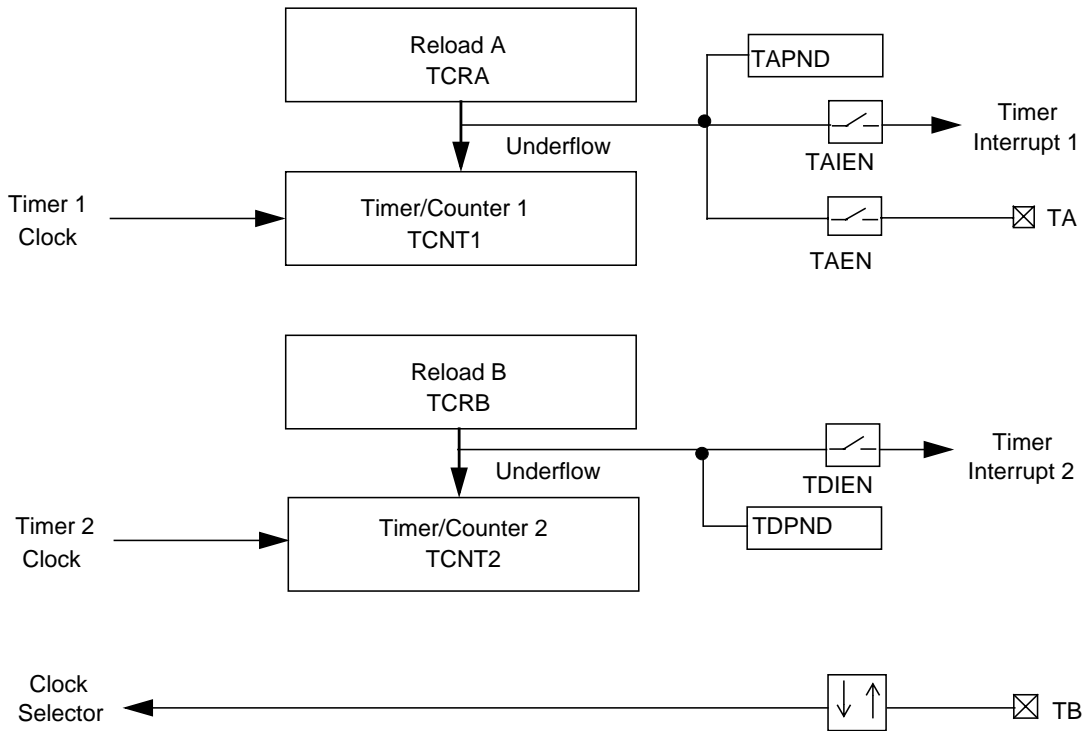 Reload A
TCRA
TAPND
Timer
Interrupt 1
Underflow
TAIEN
Timer 1
Clock
Timer/Counter 1
TCNT1
TA
TAEN
Reload B
TCRB
Timer
Interrupt 2
Underflow
TDIEN
Timer 2
Clock
Timer/Counter 2
TCNT2
TDPND
Clock
Selector
TB